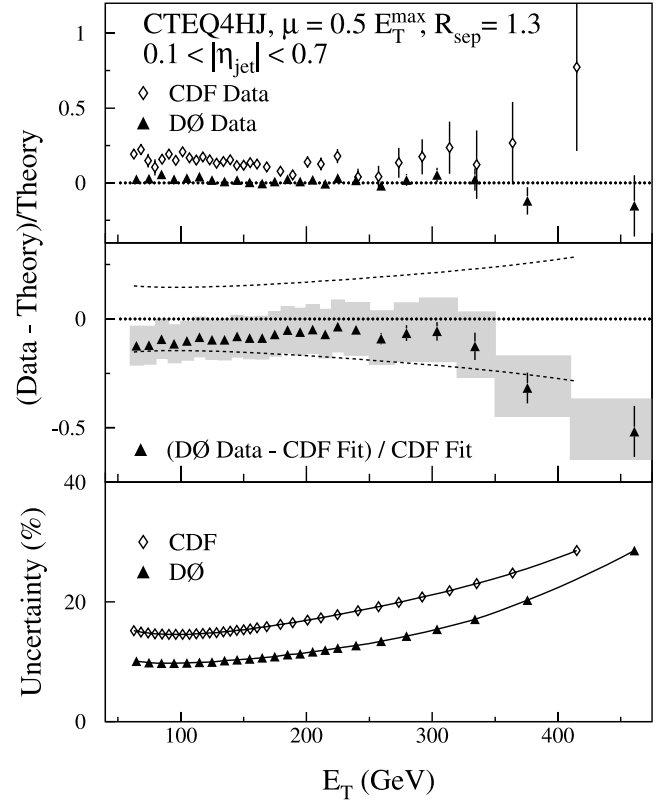 CTEQ4HJ, μ = 0.5 E_T^max, R_sep = 1.3
0.1 < |η_jet| < 0.7
1
CDF Data
0.5
DØ Data
0
(Data - Theory)/Theory
0
-0.5
(DØ Data - CDF Fit) / CDF Fit
40
CDF
DØ
20
Uncertainty (%)
0
100 200 300 400
E_T (GeV)